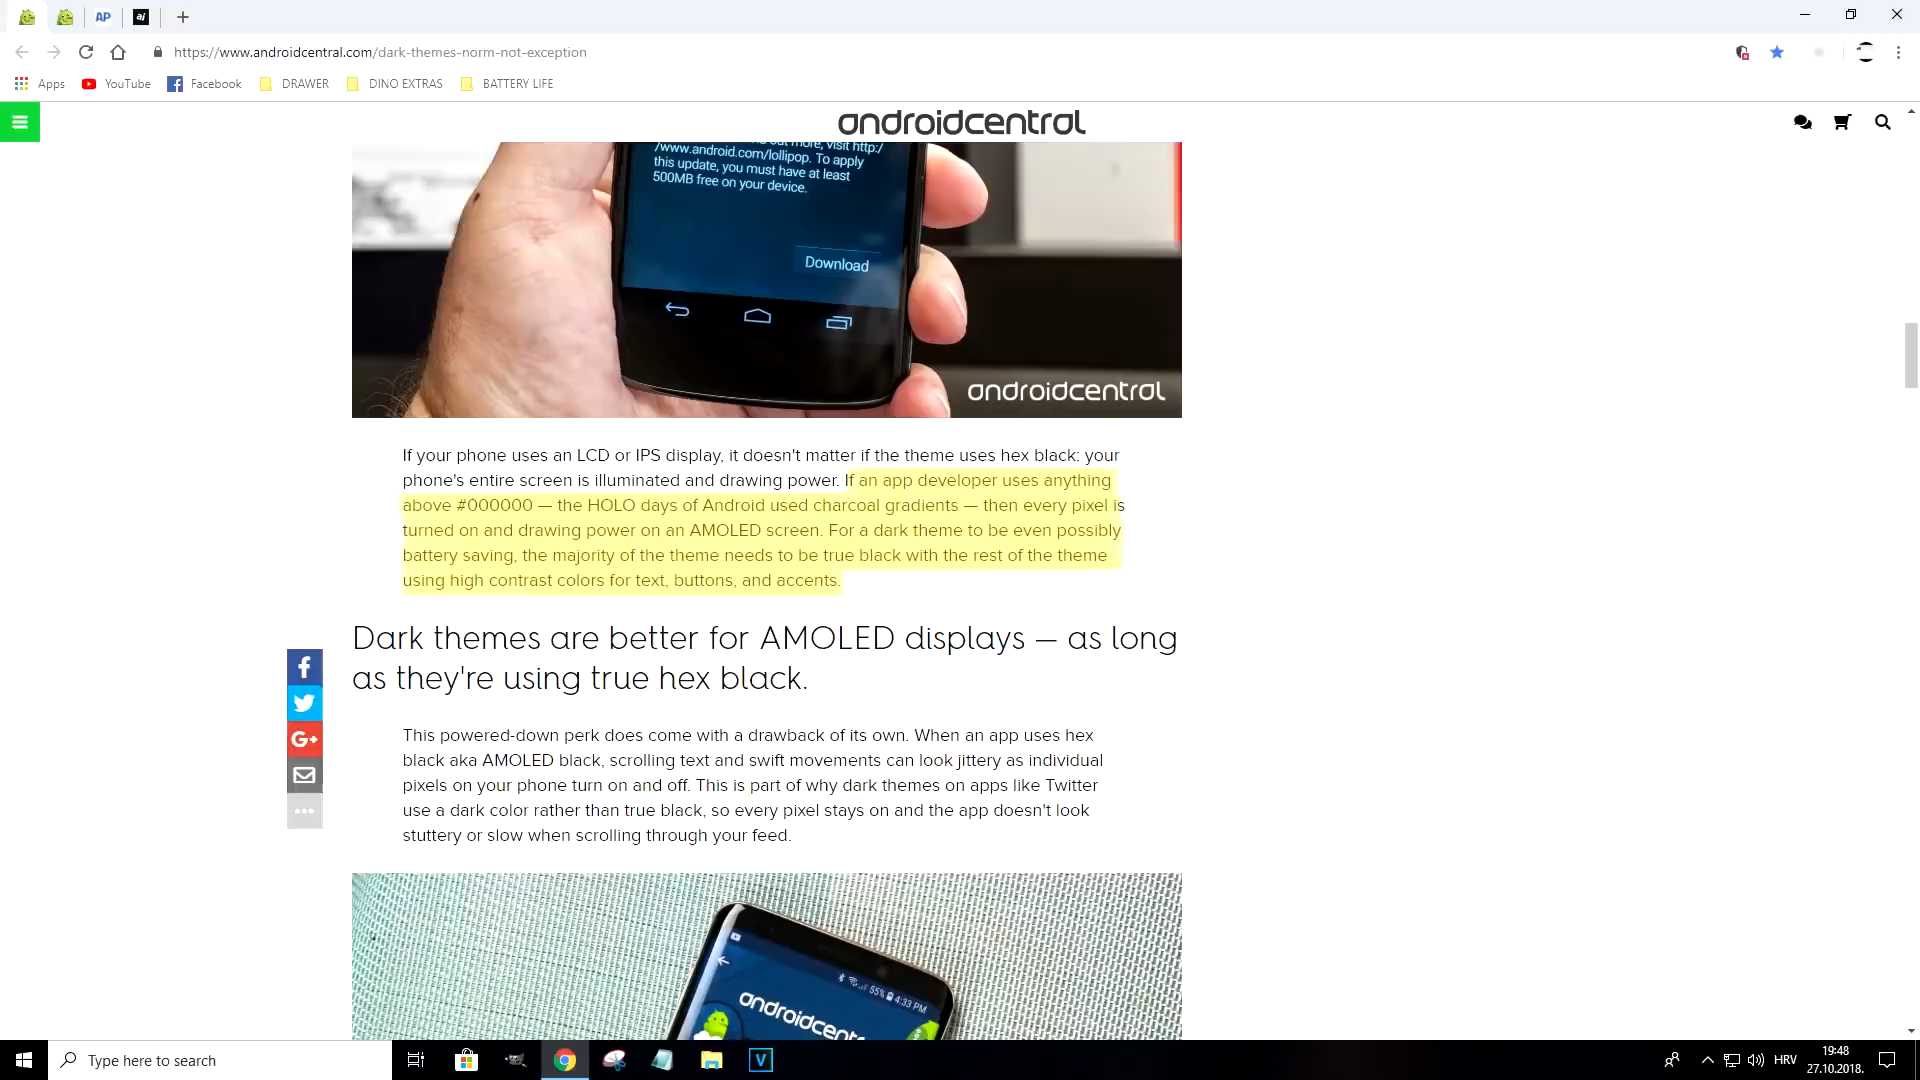 AP
ai
https://www.androidcentral.com/dark-themes-norm-not-exception
Apps
YouTube
Facebook
DRAWER
DINO EXTRAS
BATTERY LIFE
androidcentral
more, visit http:/
/www.android.com/lollipop. To apply
this update, you must have at least
500MB free on your device.
Download
androidcentral
If your phone uses an LCD or IPS display, it doesn't matter if the theme uses hex black: your
phone's entire screen is illuminated and drawing power. If an app developer uses anything
above #000000 — the HOLO days of Android used charcoal gradients — then every pixel is
turned on and drawing power on an AMOLED screen. For a dark theme to be even possibly
battery saving, the majority of the theme needs to be true black with the rest of the theme
using high contrast colors for text, buttons, and accents.
Dark themes are better for AMOLED displays — as long
as they're using true hex black.
This powered-down perk does come with a drawback of its own. When an app uses hex
black aka AMOLED black, scrolling text and swift movements can look jittery as individual
pixels on your phone turn on and off. This is part of why dark themes on apps like Twitter
use a dark color rather than true black, so every pixel stays on and the app doesn't look
stuttery or slow when scrolling through your feed.
G+
55%
4:33 PM
androidcent
Type here to search
V
HRV
19:48
27.10.2018.